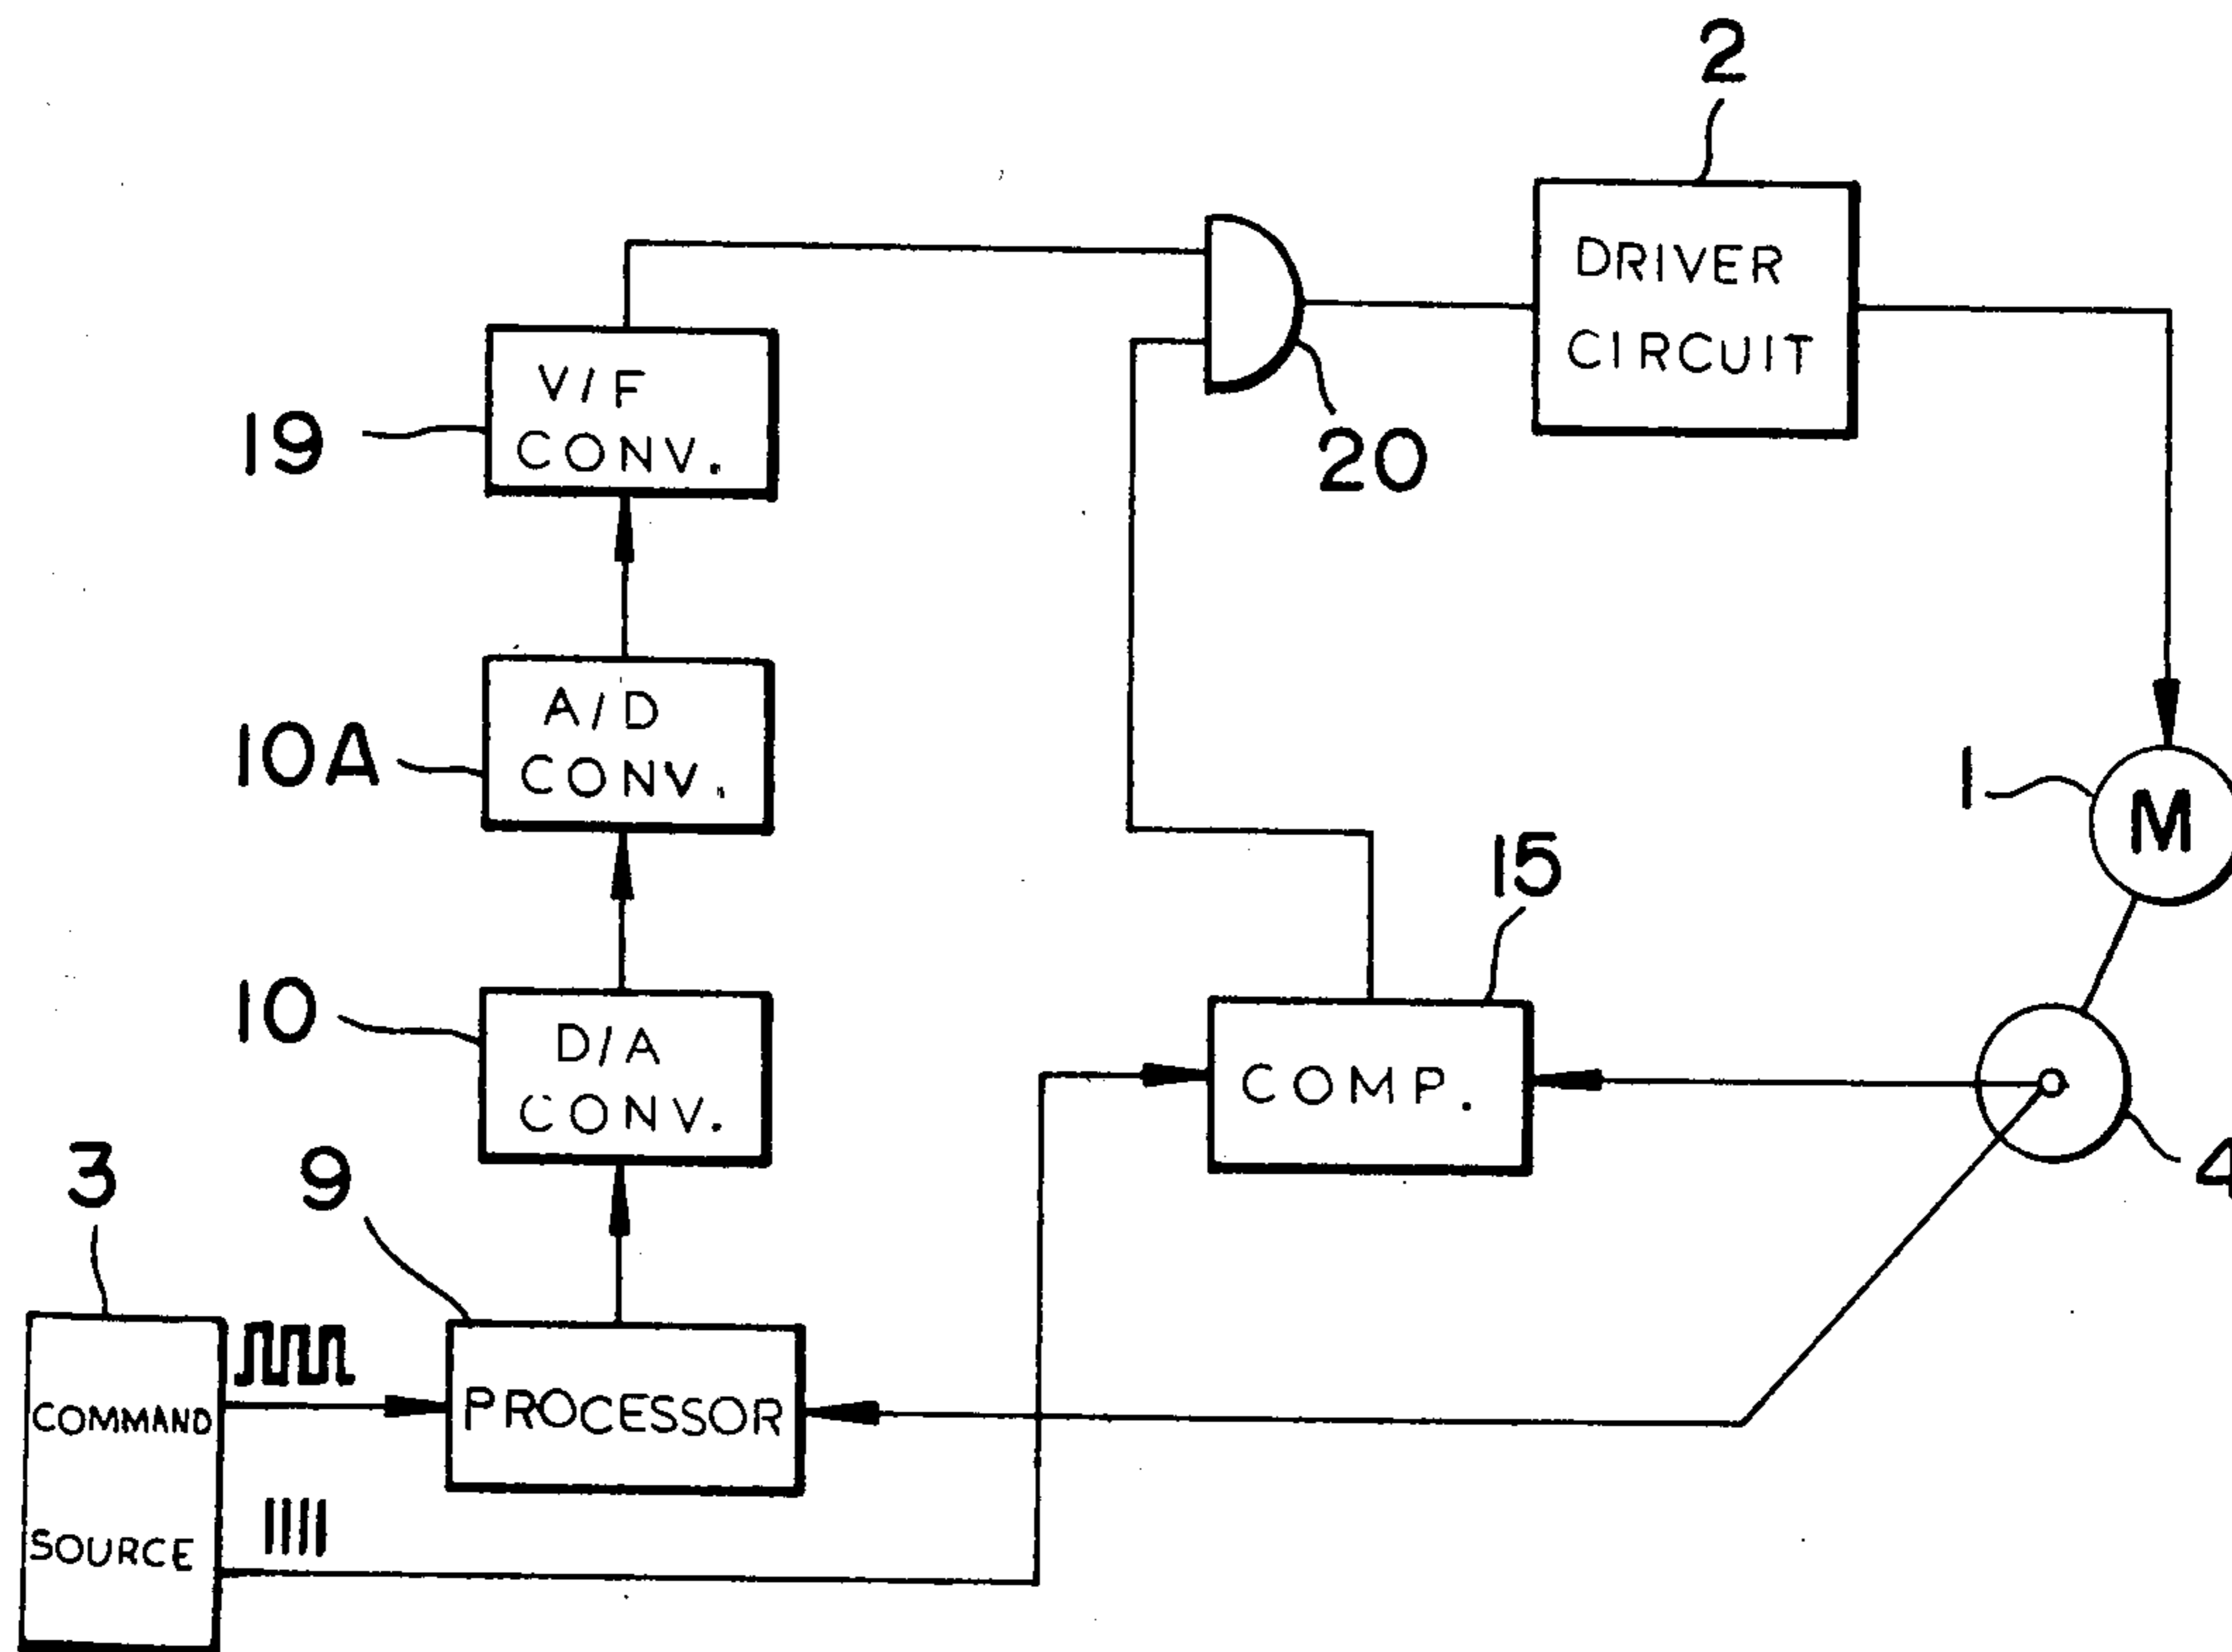 2
DRIVER
CIRCUIT
V/F
CONV.
19
20
A/D
CONV.
10A
1
M
15
10
D/A
CONV.
COMP.
3
9
4
COMMAND
SOURCE
PROCESSOR